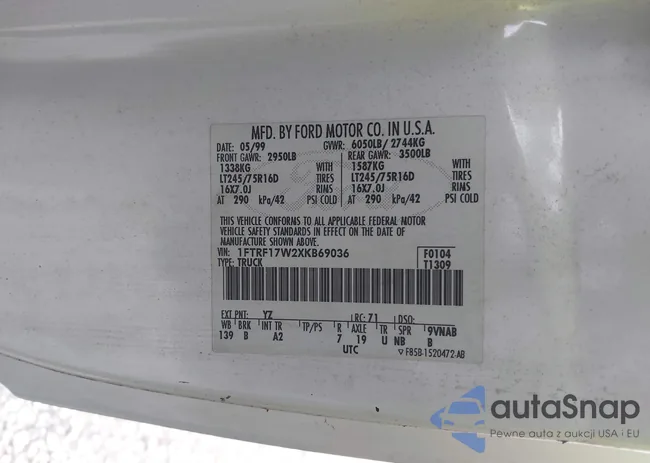 MFD. BY FORD MOTOR CO. IN U.S.A.
DATE: 05/99 GVWR: 6050LB/ 2744KG
FRONT GAWR: 2950LB REAR GAWR: 3500LB
1338KG WITH 1587KG WITH
LT245/75R16D TIRES LT245/75R16D TIRES
16X7.0J RIMS 16X7.0J RIMS
AT 290 kPa/42 PSI COLD AT 290 kPa/42 PSI COLD
THIS VEHICLE CONFORMS TO ALL APPLICABLE FEDERAL MOTOR
VEHICLE SAFETY STANDARDS IN EFFECT ON THE DATE OF
MANUFACTURE SHOWN ABOVE.
VIN: 1FTRF17W2XKB69036 F0104
TYPE: TRUCK T1309
EXT PNT: YZ RC: 71 DSO:
WB BRK INT TR TP/PS R AXLE TR SPR 9VNAB
139 B A2 7 19 U NB B
UTC F85B-1520472-AB
autaSnap
Pewne auta z aukcji USA i EU